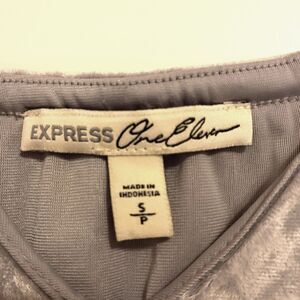 EXPRESS One Eleven
MADE IN
INDONESIA
S
P